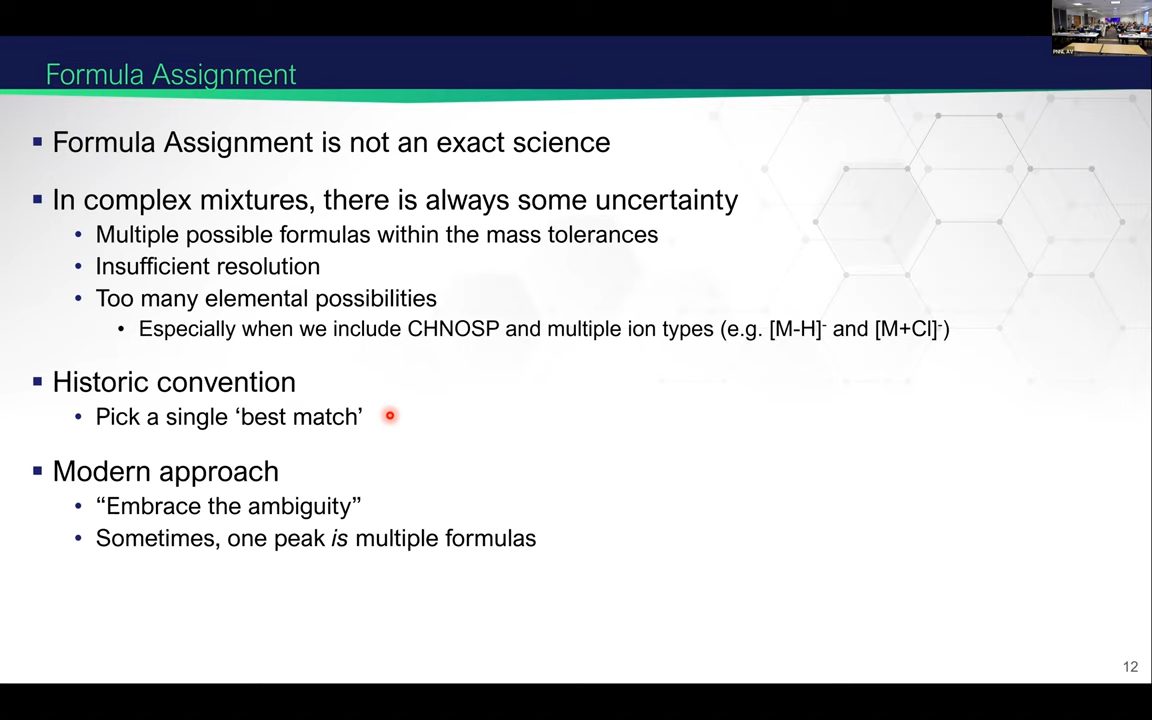 PNNL AV
Formula Assignment
▪ Formula Assignment is not an exact science
▪ In complex mixtures, there is always some uncertainty
• Multiple possible formulas within the mass tolerances
• Insufficient resolution
• Too many elemental possibilities
• Especially when we include CHNOSP and multiple ion types (e.g. [M-H]⁻ and [M+Cl]⁻)
▪ Historic convention
• Pick a single ‘best match’
▪ Modern approach
• “Embrace the ambiguity”
• Sometimes, one peak is multiple formulas
12